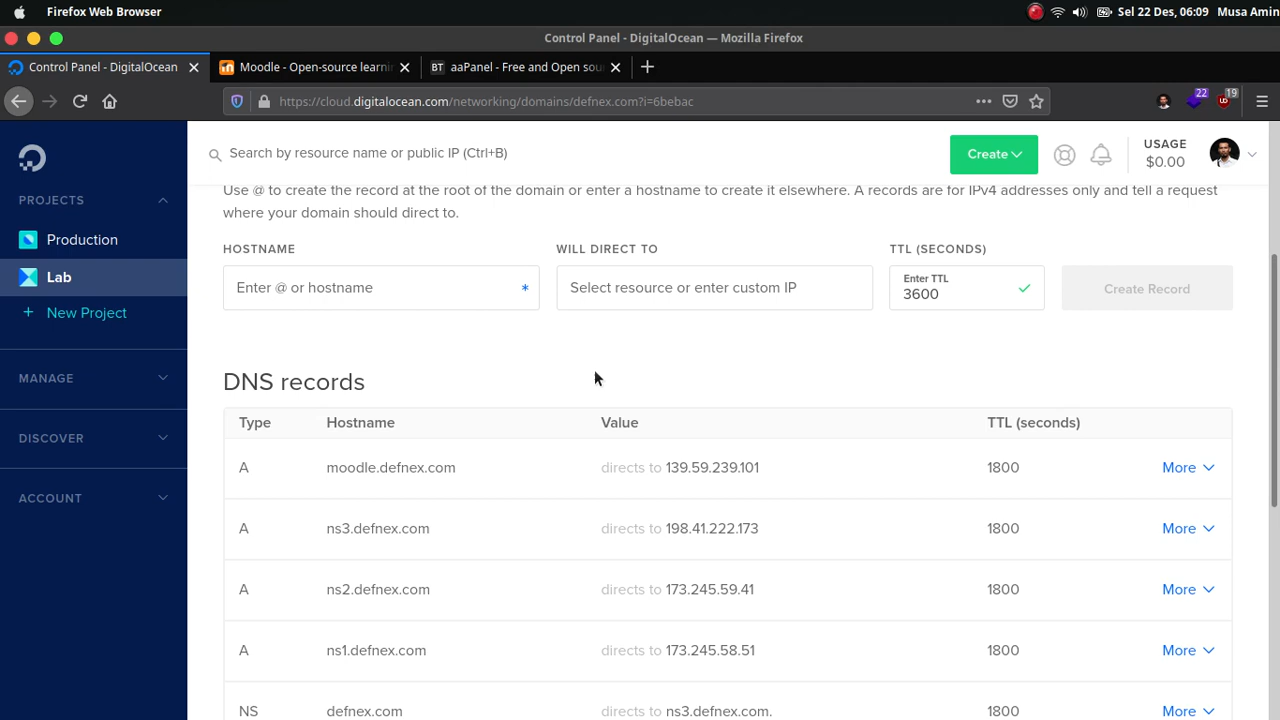 Firefox Web Browser
Sel 22 Des, 06:09 Musa Amin
Control Panel - DigitalOcean — Mozilla Firefox
Control Panel - DigitalOcean
Moodle - Open-source learnin
BT aaPanel - Free and Open sou
https://cloud.digitalocean.com/networking/domains/defnex.com?i=6bebac
22
19
PROJECTS
Production
Lab
+ New Project
MANAGE
DISCOVER
ACCOUNT
Search by resource name or public IP (Ctrl+B)
Create
USAGE
$0.00
Use @ to create the record at the root of the domain or enter a hostname to create it elsewhere. A records are for IPv4 addresses only and tell a request
where your domain should direct to.
HOSTNAME WILL DIRECT TO TTL (SECONDS)
Enter @ or hostname * Select resource or enter custom IP
Enter TTL
3600
Create Record
DNS records
Type Hostname Value TTL (seconds)
A moodle.defnex.com directs to 139.59.239.101 1800 More
A ns3.defnex.com directs to 198.41.222.173 1800 More
A ns2.defnex.com directs to 173.245.59.41 1800 More
A ns1.defnex.com directs to 173.245.58.51 1800 More
NS defnex.com directs to ns3.defnex.com. 1800 More